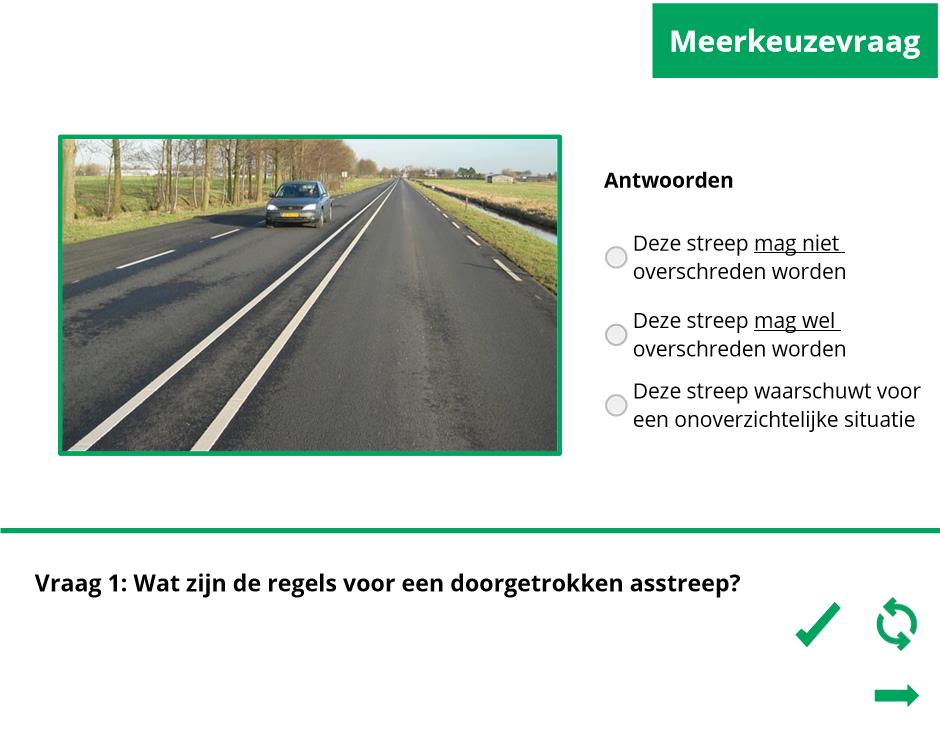 Meerkeuzevraag
Antwoorden
Deze streep mag niet
overschreden worden
Deze streep mag wel
overschreden worden
Deze streep waarschuwt voor
een onoverzichtelijke situatie
Vraag 1: Wat zijn de regels voor een doorgetrokken asstreep?